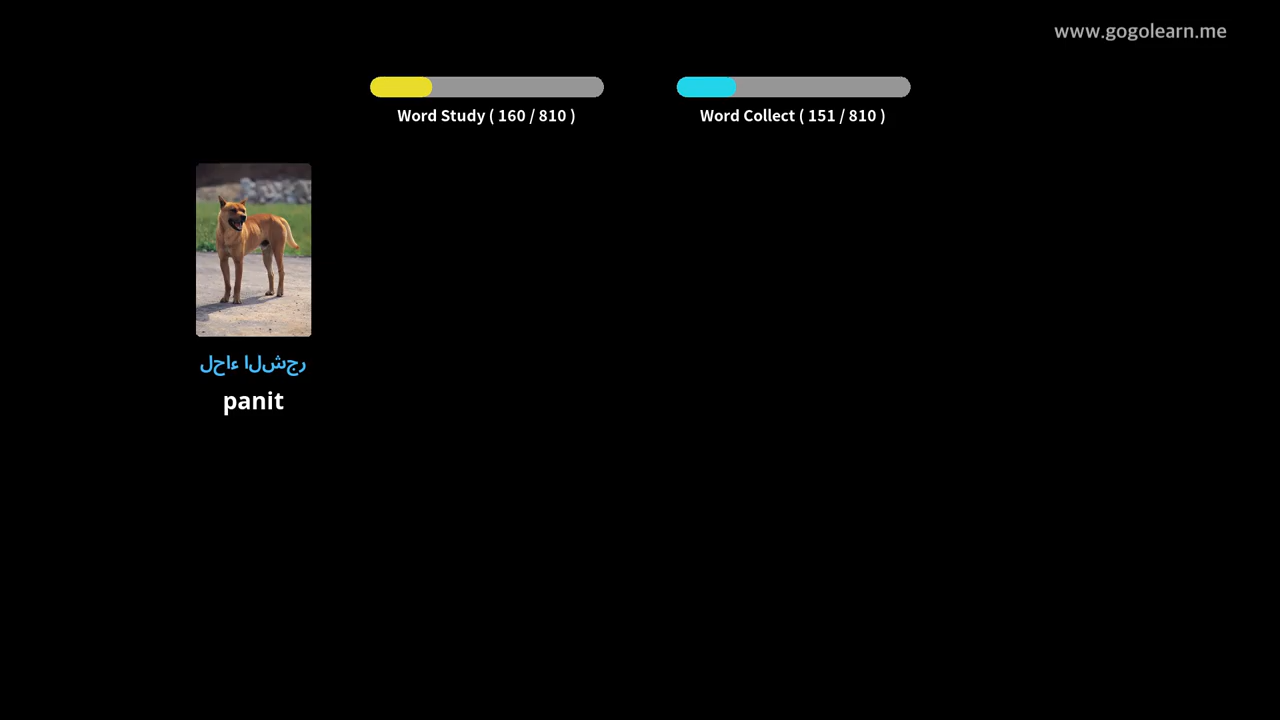 www.gogolearn.me
Word Study ( 160 / 810 )
Word Collect ( 151 / 810 )
لحاء الشجر
panit